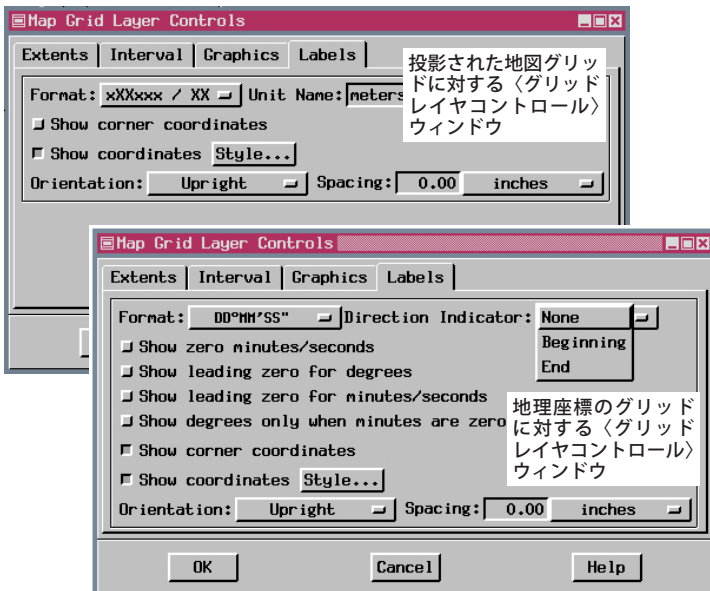 Map Grid Layer Controls
Extents Interval Graphics Labels
Format: xXXxxx / XX Unit Name: meters
Show corner coordinates
Show coordinates Style...
Orientation: Upright Spacing: 0.00 inches
投影された地図グリッ
ドに対する〈グリッド
レイヤコントロール〉
ウィンドウ
Map Grid Layer Controls
Extents Interval Graphics Labels
Format: DD°MM'SS" Direction Indicator: None
Beginning
End
Show zero minutes/seconds
Show leading zero for degrees
Show leading zero for minutes/seconds
Show degrees only when minutes are zero
Show corner coordinates
Show coordinates Style...
Orientation: Upright Spacing: 0.00 inches
地理座標のグリッド
に対する〈グリッド
レイヤコントロール〉
ウィンドウ
OK Cancel Help